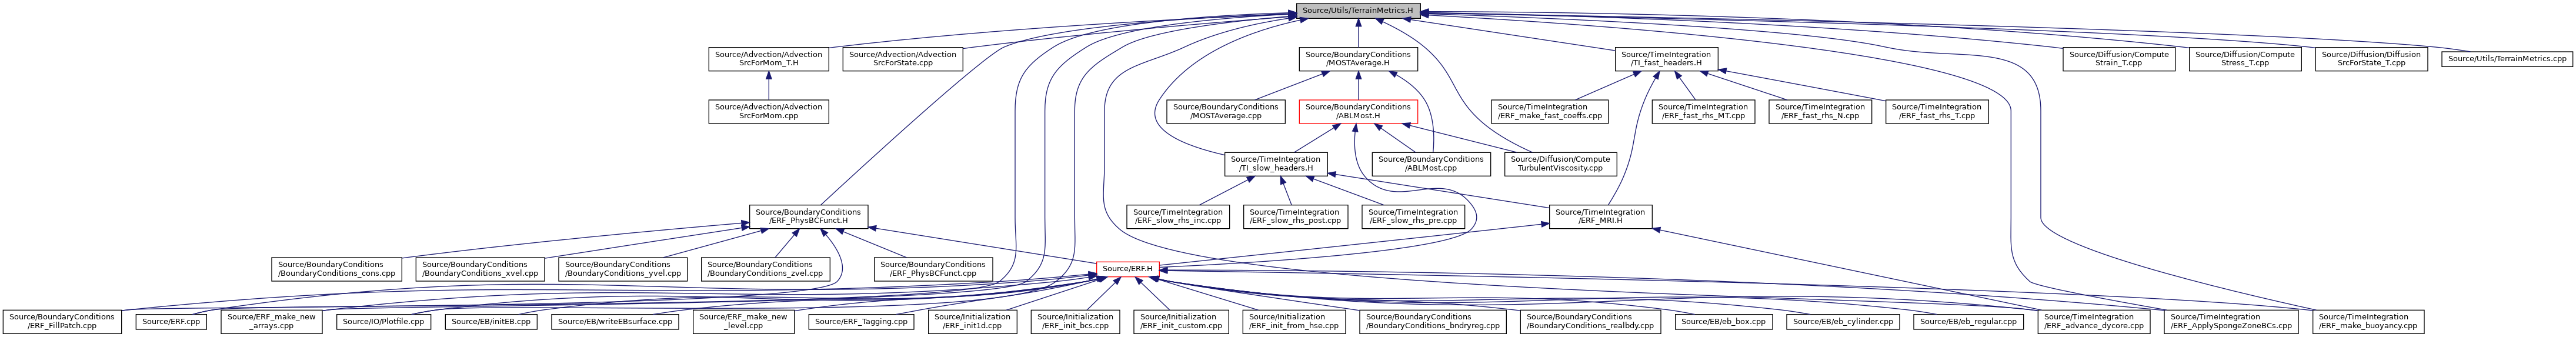 Source/Utils/TerrainMetrics.H
Source/Advection/Advection
SrcForMom_T.H
Source/Advection/Advection
SrcForState.cpp
Source/BoundaryConditions
/MOSTAverage.H
Source/TimeIntegration
/TI_fast_headers.H
Source/Diffusion/Compute
Strain_T.cpp
Source/Diffusion/Compute
Stress_T.cpp
Source/Diffusion/Diffusion
SrcForState_T.cpp
Source/Utils/TerrainMetrics.cpp
Source/Advection/Advection
SrcForMom.cpp
Source/BoundaryConditions
/MOSTAverage.cpp
Source/BoundaryConditions
/ABLMost.H
Source/TimeIntegration
/ERF_make_fast_coeffs.cpp
Source/TimeIntegration
/ERF_fast_rhs_MT.cpp
Source/TimeIntegration
/ERF_fast_rhs_N.cpp
Source/TimeIntegration
/ERF_fast_rhs_T.cpp
Source/TimeIntegration
/TI_slow_headers.H
Source/BoundaryConditions
/ABLMost.cpp
Source/Diffusion/Compute
TurbulentViscosity.cpp
Source/BoundaryConditions
/ERF_PhysBCFunct.H
Source/TimeIntegration
/ERF_slow_rhs_inc.cpp
Source/TimeIntegration
/ERF_slow_rhs_post.cpp
Source/TimeIntegration
/ERF_slow_rhs_pre.cpp
Source/TimeIntegration
/ERF_MRI.H
Source/BoundaryConditions
/BoundaryConditions_cons.cpp
Source/BoundaryConditions
/BoundaryConditions_xvel.cpp
Source/BoundaryConditions
/BoundaryConditions_yvel.cpp
Source/BoundaryConditions
/BoundaryConditions_zvel.cpp
Source/BoundaryConditions
/ERF_PhysBCFunct.cpp
Source/ERF.H
Source/BoundaryConditions
/ERF_FillPatch.cpp
Source/ERF.cpp
Source/ERF_make_new
_arrays.cpp
Source/IO/Plotfile.cpp
Source/EB/initEB.cpp
Source/EB/writeEBsurface.cpp
Source/ERF_make_new
_level.cpp
Source/ERF_Tagging.cpp
Source/Initialization
/ERF_init1d.cpp
Source/Initialization
/ERF_init_bcs.cpp
Source/Initialization
/ERF_init_custom.cpp
Source/Initialization
/ERF_init_from_hse.cpp
Source/BoundaryConditions
/BoundaryConditions_bndryreg.cpp
Source/BoundaryConditions
/BoundaryConditions_realbdy.cpp
Source/EB/eb_box.cpp
Source/EB/eb_cylinder.cpp
Source/EB/eb_regular.cpp
Source/TimeIntegration
/ERF_advance_dycore.cpp
Source/TimeIntegration
/ERF_ApplySpongeZoneBCs.cpp
Source/TimeIntegration
/ERF_make_buoyancy.cpp